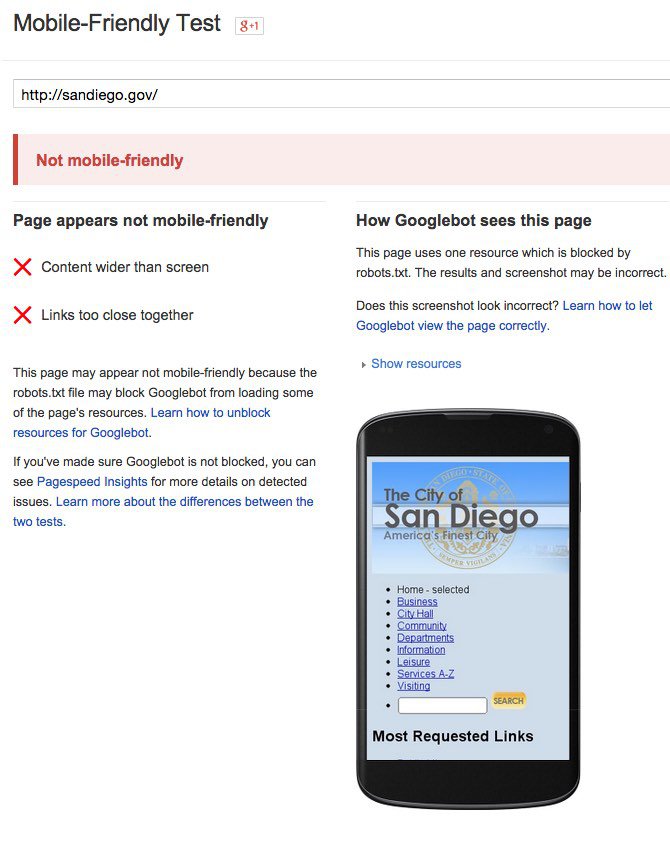 Mobile-Friendly Test
g+1
http://sandiego.gov/
Not mobile-friendly
Page appears not mobile-friendly
Content wider than screen
Links too close together
This page may appear not mobile-friendly because the
robots.txt file may block Googlebot from loading some
of the page's resources. Learn how to unblock
resources for Googlebot.
If you've made sure Googlebot is not blocked, you can
see Pagespeed Insights for more details on detected
issues. Learn more about the differences between the
two tests.
How Googlebot sees this page
This page uses one resource which is blocked by
robots.txt. The results and screenshot may be incorrect.
Does this screenshot look incorrect? Learn how to let
Googlebot view the page correctly.
Show resources
The City of
San Diego
America's Finest City
SEMPER VIGILANS
Home - selected
Business
City Hall
Community
Departments
Information
Leisure
Services A-Z
Visiting
SEARCH
Most Requested Links